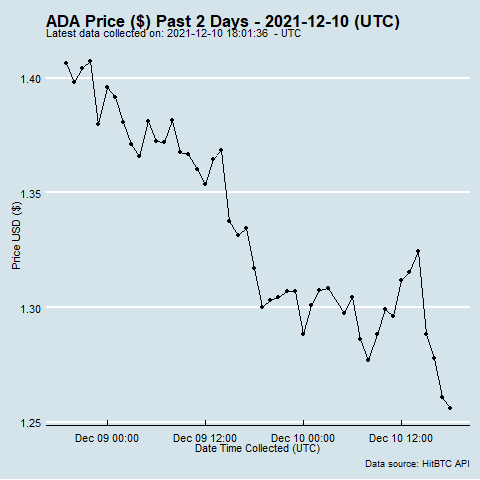 ADA Price ($) Past 2 Days - 2021-12-10 (UTC)
Latest data collected on: 2021-12-10 18:01:36  - UTC
1.40
1.35
1.30
1.25
Price USD ($)
Dec 09 00:00
Dec 09 12:00
Dec 10 00:00
Dec 10 12:00
Date Time Collected (UTC)
Data source: HitBTC API